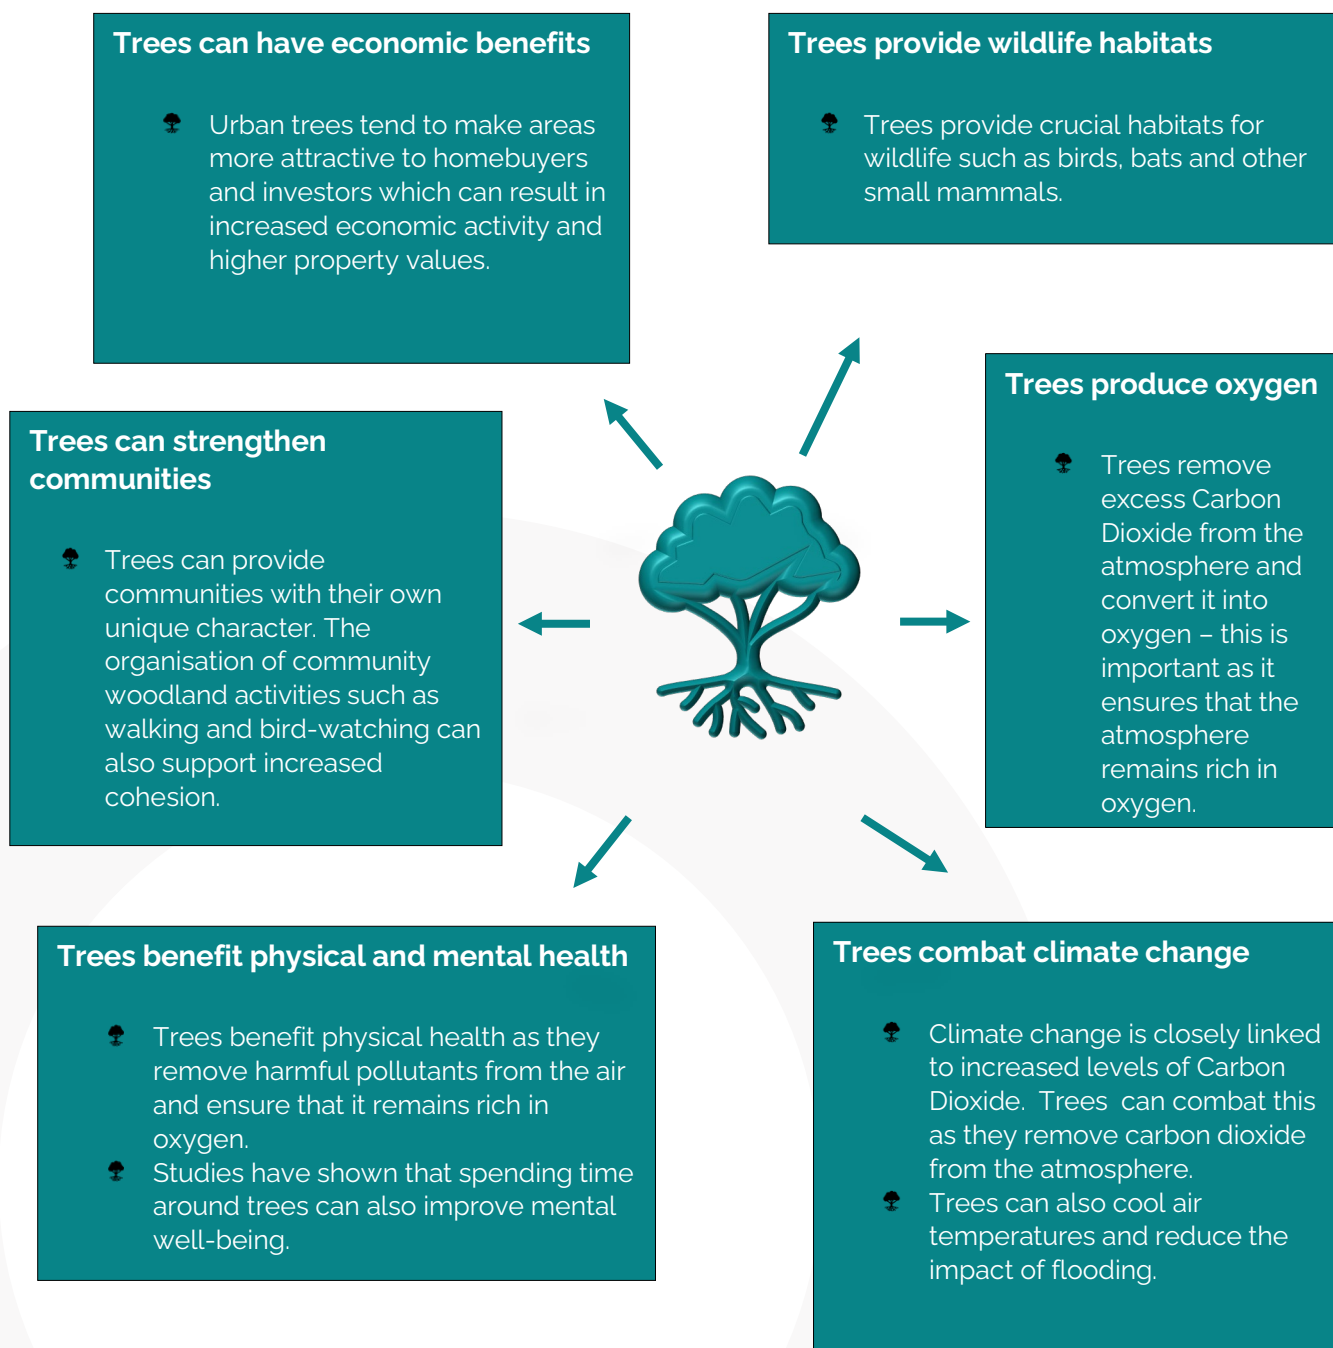 Trees can have economic benefits
Urban trees tend to make areas
more attractive to homebuyers
and investors which can result in
increased economic activity and
higher property values.
Trees provide wildlife habitats
Trees provide crucial habitats for
wildlife such as birds, bats and other
small mammals.
Trees can strengthen
communities
Trees can provide
communities with their own
unique character. The
organisation of community
woodland activities such as
walking and bird-watching can
also support increased
cohesion.
Trees produce oxygen
Trees remove
excess Carbon
Dioxide from the
atmosphere and
convert it into
oxygen – this is
important as it
ensures that the
atmosphere
remains rich in
oxygen.
Trees benefit physical and mental health
Trees benefit physical health as they
remove harmful pollutants from the air
and ensure that it remains rich in
oxygen.
Studies have shown that spending time
around trees can also improve mental
well-being.
Trees combat climate change
Climate change is closely linked
to increased levels of Carbon
Dioxide.  Trees  can combat this
as they remove carbon dioxide
from the atmosphere.
Trees can also cool air
temperatures and reduce the
impact of flooding.